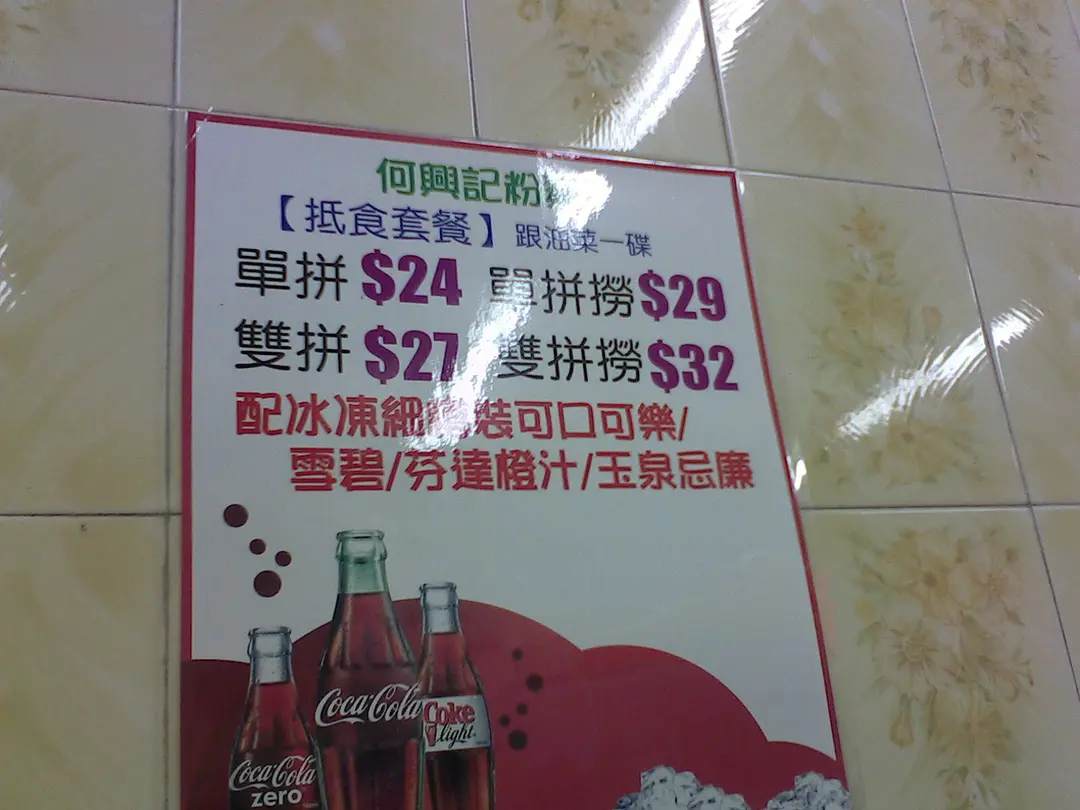 何興記粉
【抵食套餐】跟油菜一碟
單拼 $24 單拼撈 $29
雙拼 $27 雙拼撈 $32
配冰凍細樽裝可口可樂/
雪碧/芬達橙汁/玉泉忌廉
Coca-Cola
Coke
light
Coca-Cola
zero